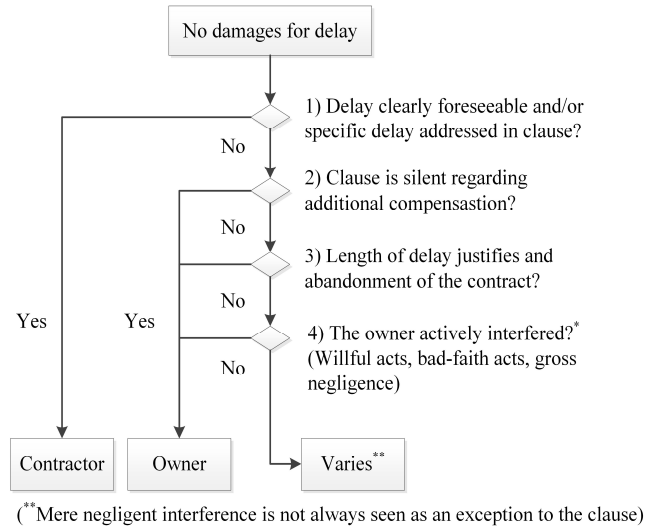 No damages for delay
1) Delay clearly foreseeable and/or
specific delay addressed in clause?
No
2) Clause is silent regarding
additional compensastion?
No
3) Length of delay justifies and
abandonment of the contract?
No
Yes
Yes
4) The owner actively interfered?*
(Willful acts, bad-faith acts, gross
negligence)
No
Contractor
Owner
Varies**
(**Mere negligent interference is not always seen as an exception to the clause)